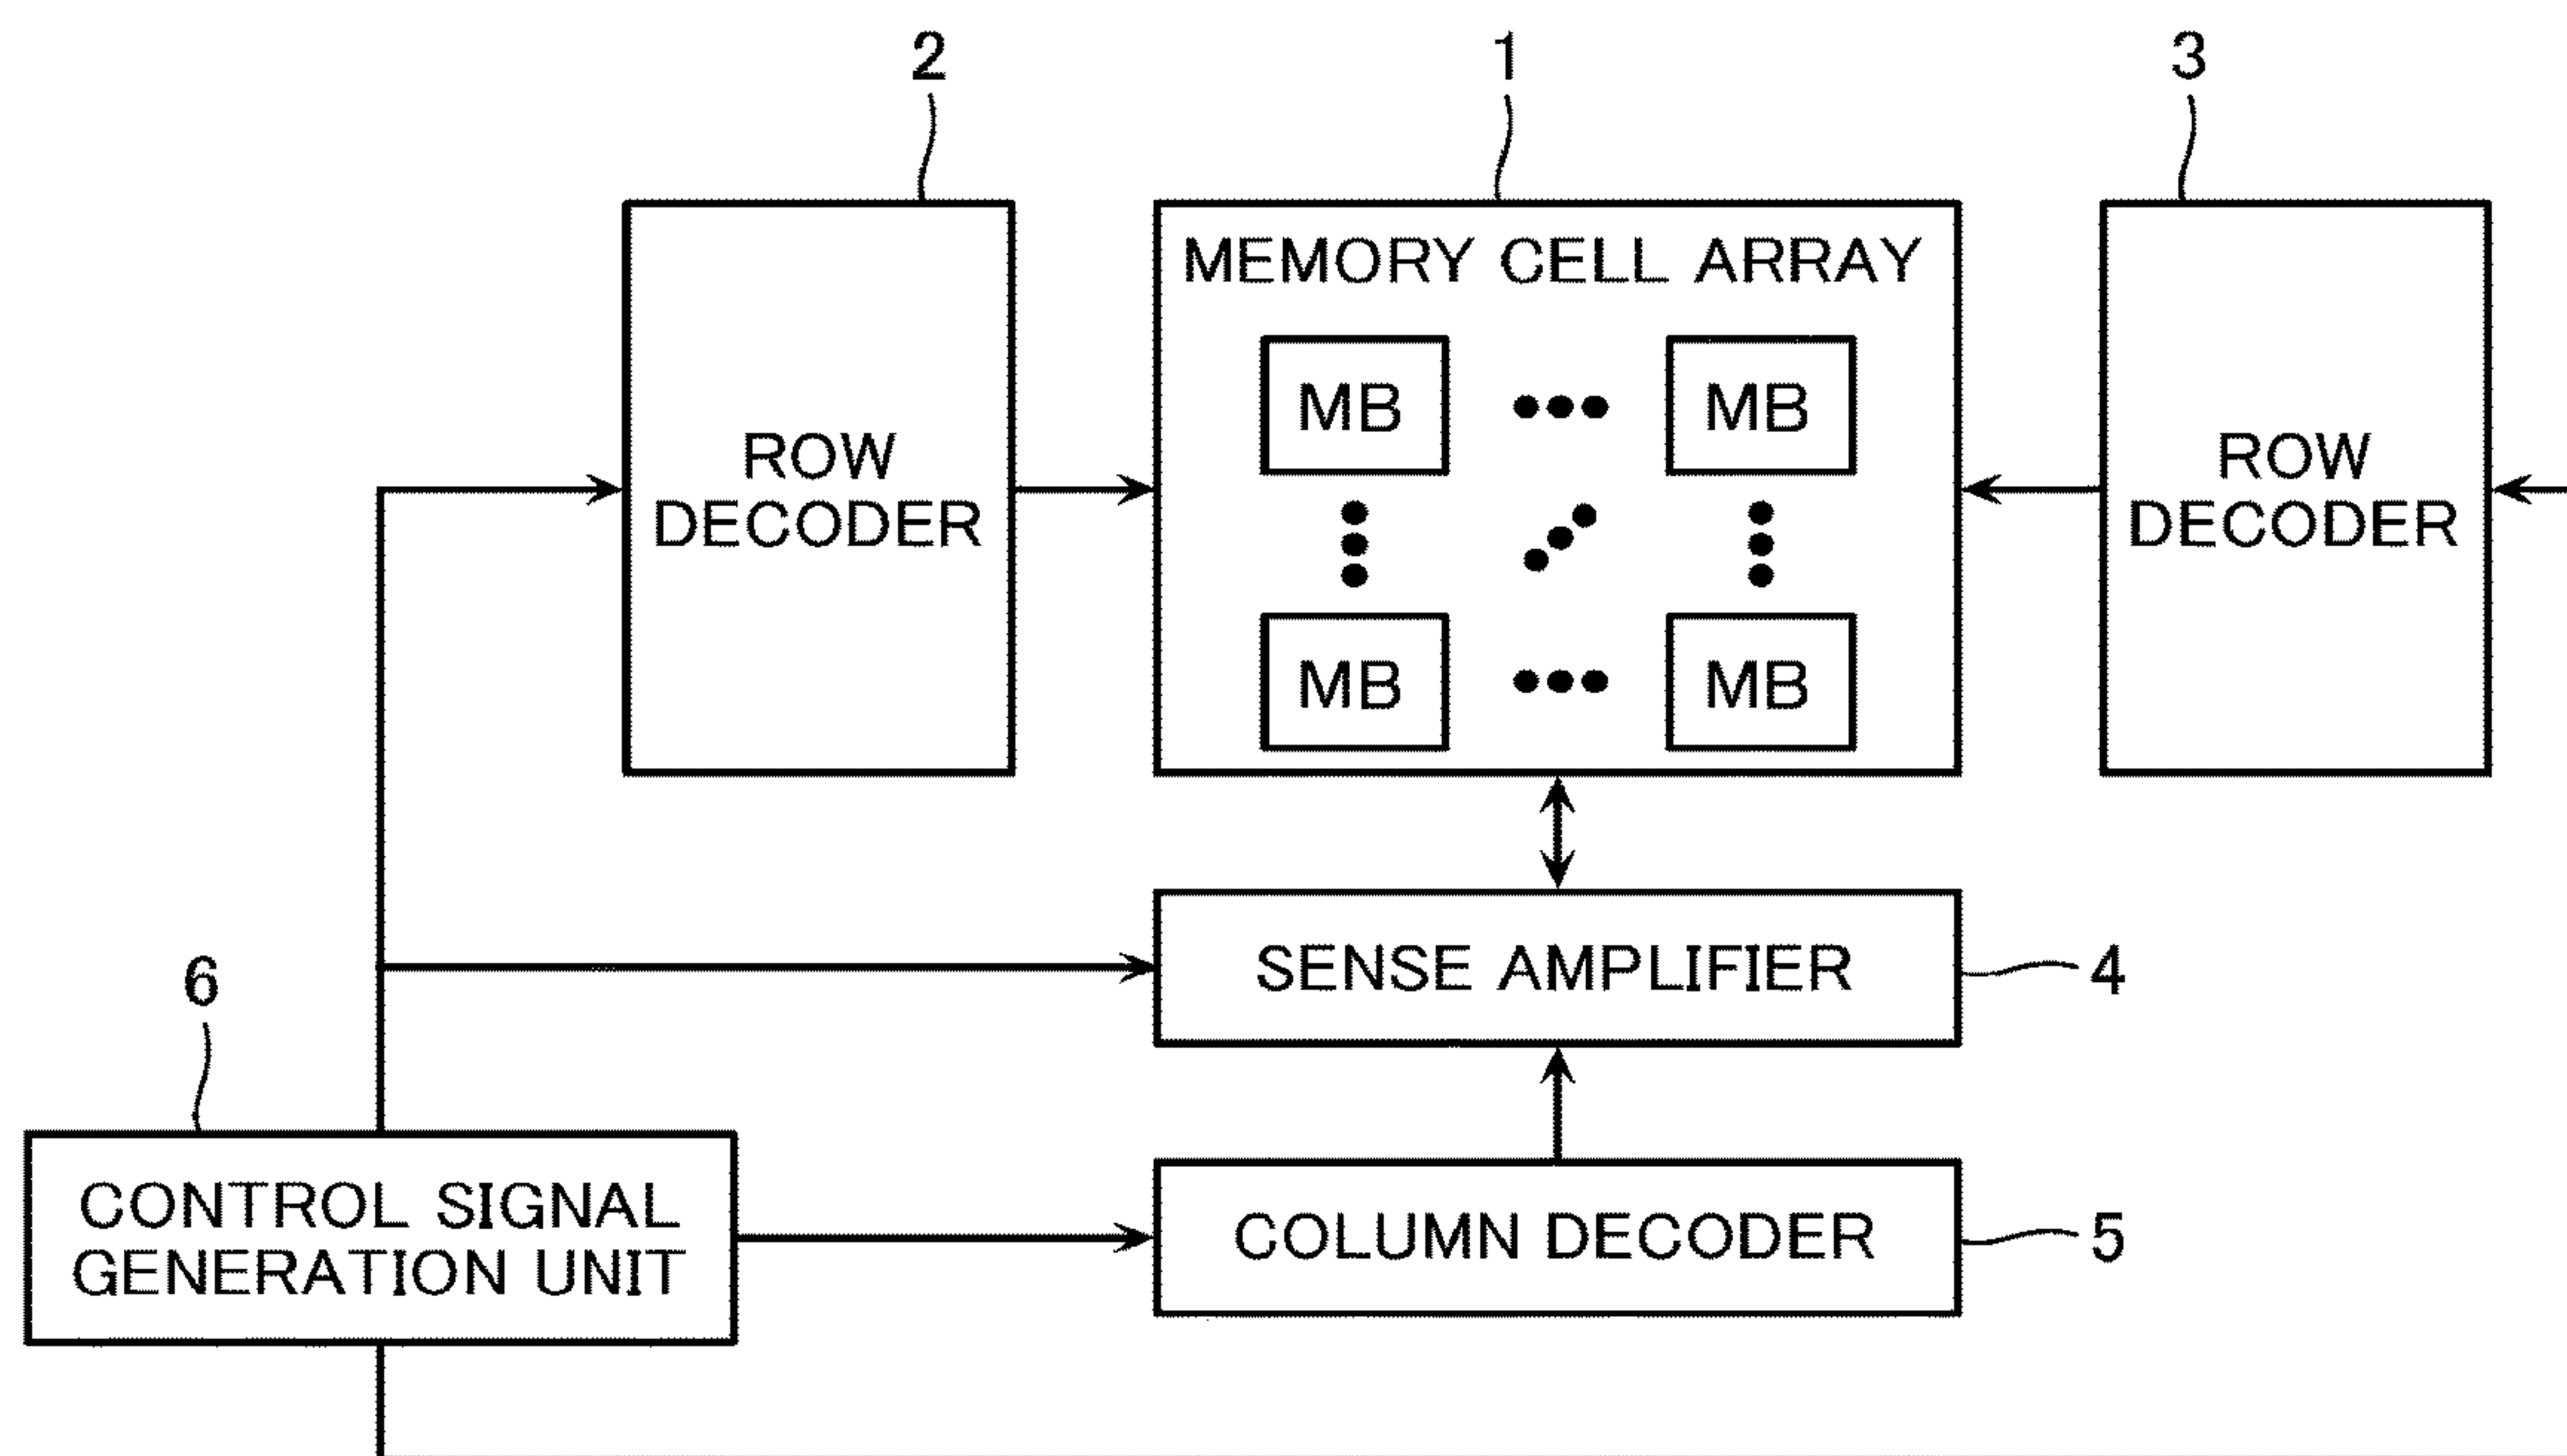 2
1
3
MEMORY CELL ARRAY
MB
MB
ROW
DECODER
ROW
DECODER
MB
MB
SENSE AMPLIFIER
4
6
CONTROL SIGNAL
GENERATION UNIT
COLUMN DECODER
5